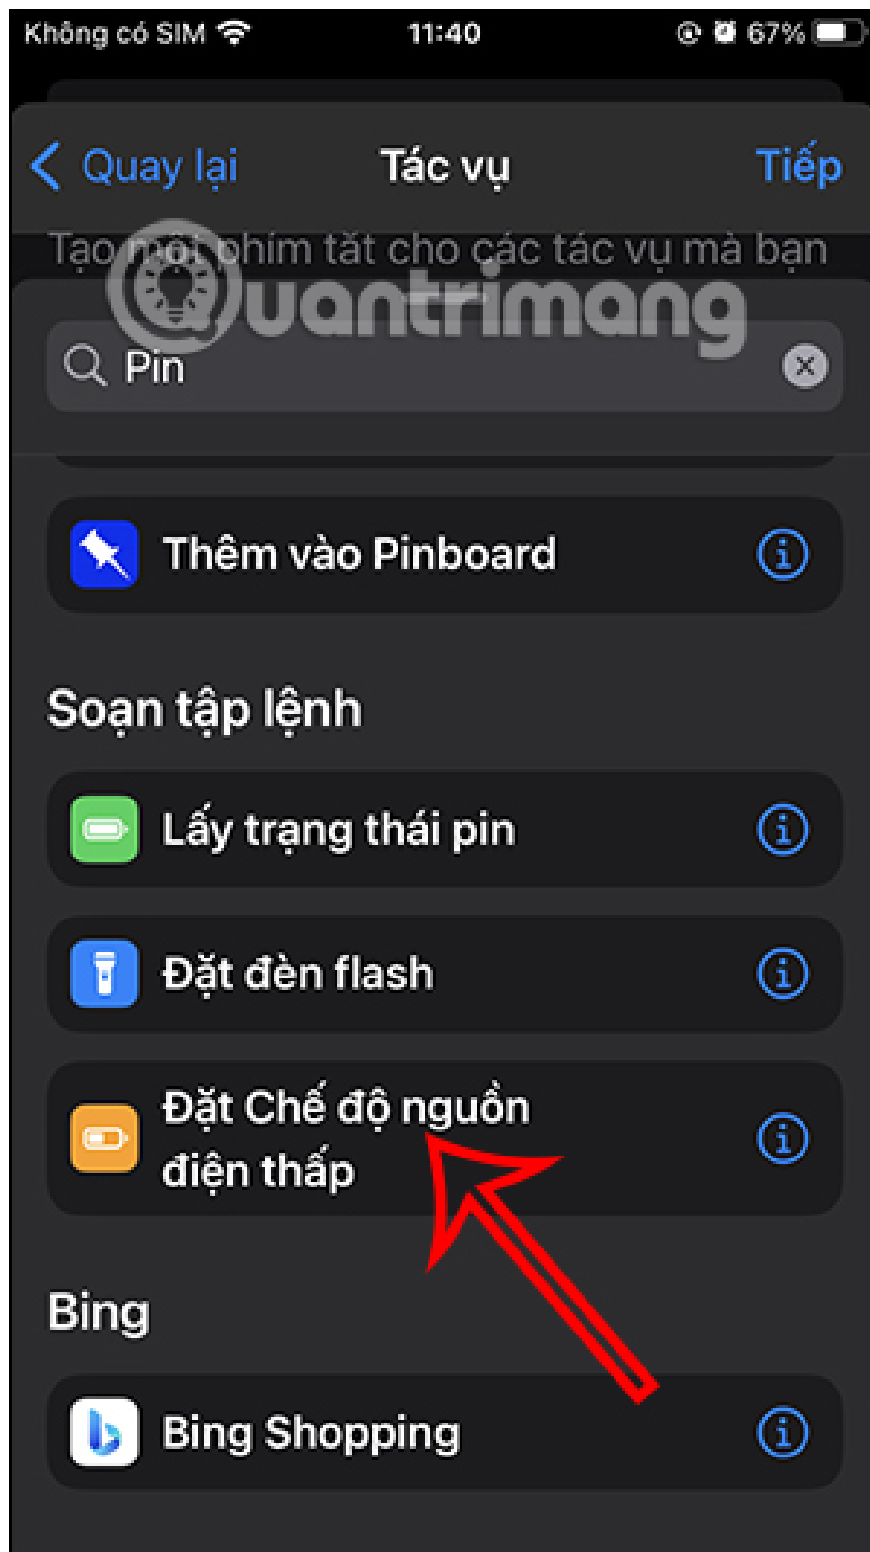 Không có SIM 11:40 67%
Quay lại Tác vụ Tiếp
Tạo một phím tắt cho các tác vụ mà bạn
Quantrimang
Pin
Thêm vào Pinboard
Soạn tập lệnh
Lấy trạng thái pin
Đặt đèn flash
Đặt Chế độ nguồn
điện thấp
Bing
Bing Shopping